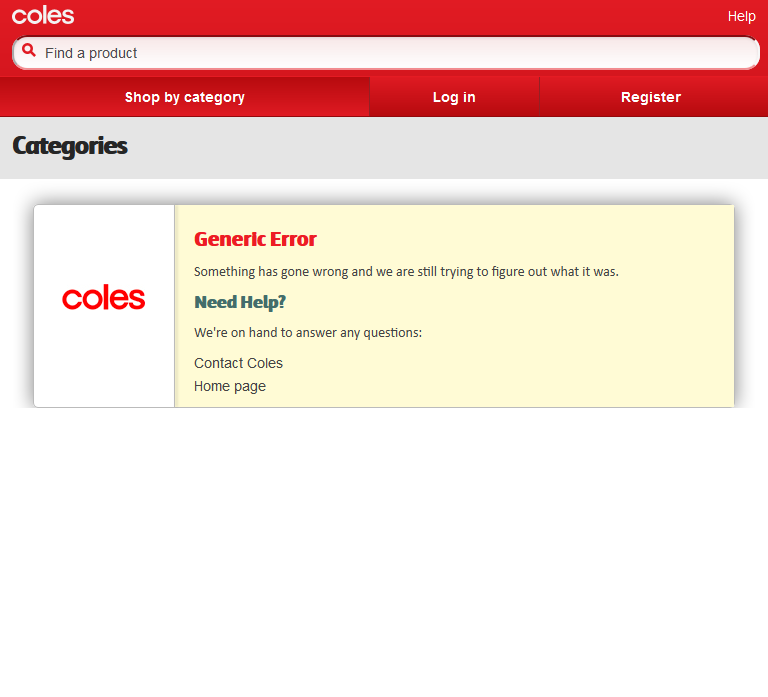 coles
Help
Find a product
Shop by category
Log in
Register
Categories
Generic Error
Something has gone wrong and we are still trying to figure out what it was.
coles
Need Help?
We're on hand to answer any questions:
Contact Coles
Home page